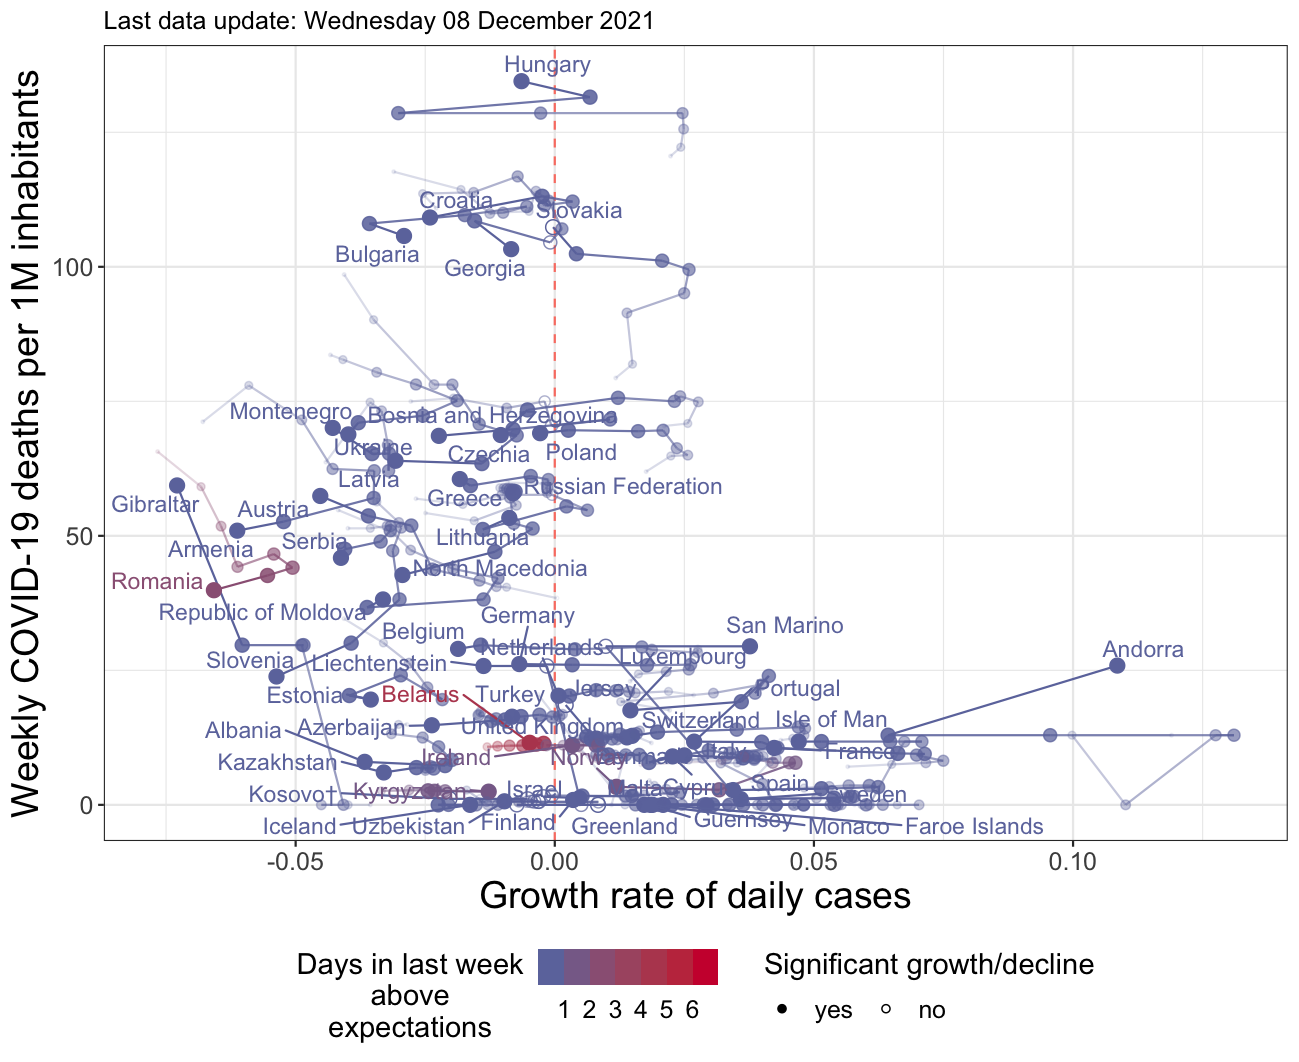 Last data update: Wednesday 08 December 2021
Weekly COVID-19 deaths per 1M inhabitants
Hungary
Croatia
Slovakia
Bulgaria
Georgia
100
Montenegro
Bosnia and Herzegovina
Ukraine
Czechia
Poland
Latvia
Greece
Russian Federation
Gibraltar
Austria
50
Lithuania
Serbia
Armenia
North Macedonia
Romania
Republic of Moldova
Germany
San Marino
Belgium
Netherlands
Andorra
Luxembourg
Slovenia
Liechtenstein
Jersey
Portugal
Estonia
Belarus
Turkey
Switzerland
Isle of Man
Albania
Azerbaijan
United Kingdom
Ireland
Norway
Italy
France
Kazakhstan
Kosovo†
Kyrgyzstan
Israel
Malta
Cyprus
Spain
Sweden
0
Iceland
Uzbekistan
Finland
Greenland
Guernsey
Monaco
Faroe Islands
-0.05
0.00
0.05
0.10
Growth rate of daily cases
Days in last week
above
expectations
1 2 3 4 5 6
Significant growth/decline
yes
no